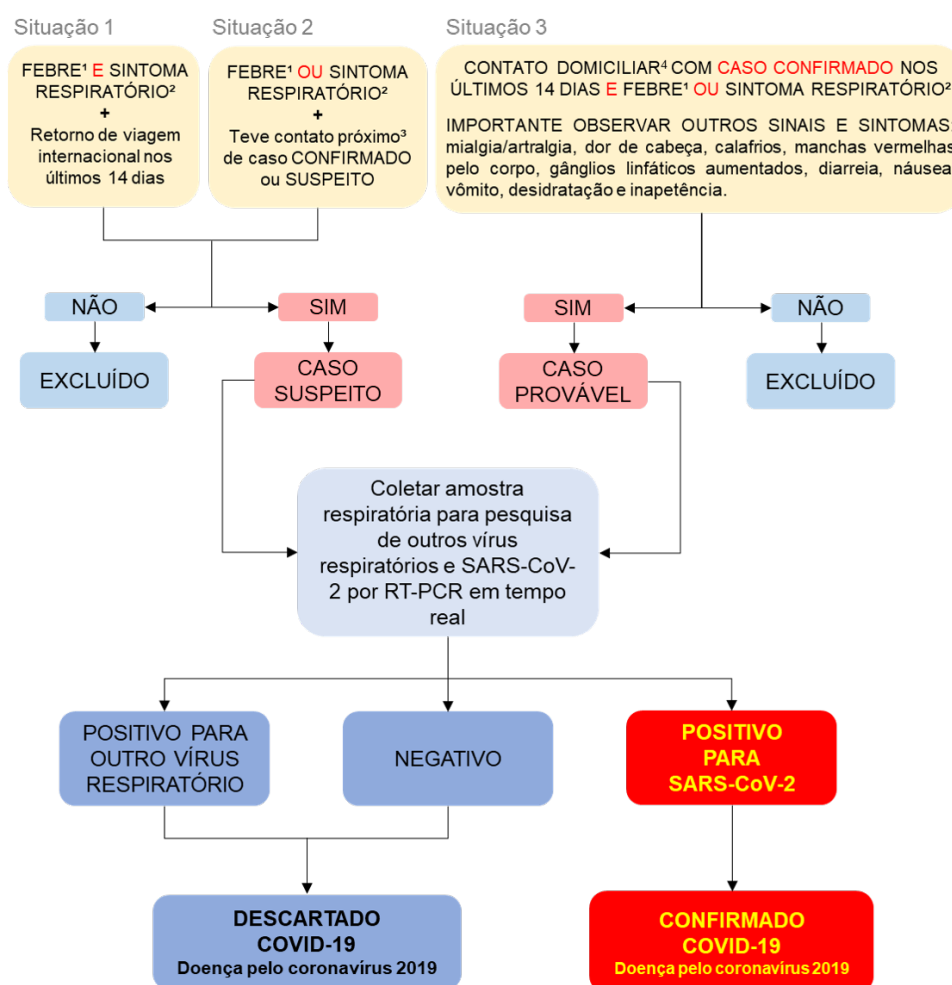 Situação 1
FEBRE¹ E SINTOMA
RESPIRATÓRIO²
+
Retorno de viagem
internacional nos
últimos 14 dias
Situação 2
FEBRE¹ OU SINTOMA
RESPIRATÓRIO²
+
Teve contato próximo³
de caso CONFIRMADO
ou SUSPEITO
Situação 3
CONTATO DOMICILIAR⁴ COM CASO CONFIRMADO NOS
ÚLTIMOS 14 DIAS E FEBRE¹ OU SINTOMA RESPIRATÓRIO²
IMPORTANTE OBSERVAR OUTROS SINAIS E SINTOMAS
mialgia/artralgia, dor de cabeça, calafrios, manchas vermelhas
pelo corpo, gânglios linfáticos aumentados, diarreia, náusea
vômito, desidratação e inapetência.
NÃO
SIM
SIM
NÃO
EXCLUÍDO
CASO
SUSPEITO
CASO
PROVÁVEL
EXCLUÍDO
Coletar amostra
respiratória para pesquisa
de outros vírus
respiratórios e SARS-CoV-
2 por RT-PCR em tempo
real
POSITIVO PARA
OUTRO VÍRUS
RESPIRATÓRIO
NEGATIVO
POSITIVO
PARA
SARS-CoV-2
DESCARTADO
COVID-19
Doença pelo coronavírus 2019
CONFIRMADO
COVID-19
Doença pelo coronavírus 2019